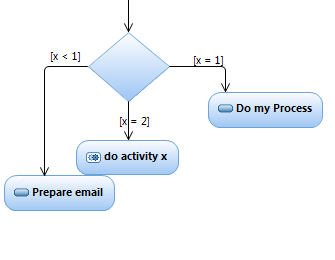 [x < 1]
[x = 1]
Do my Process
[x = 2]
do activity x
Prepare email